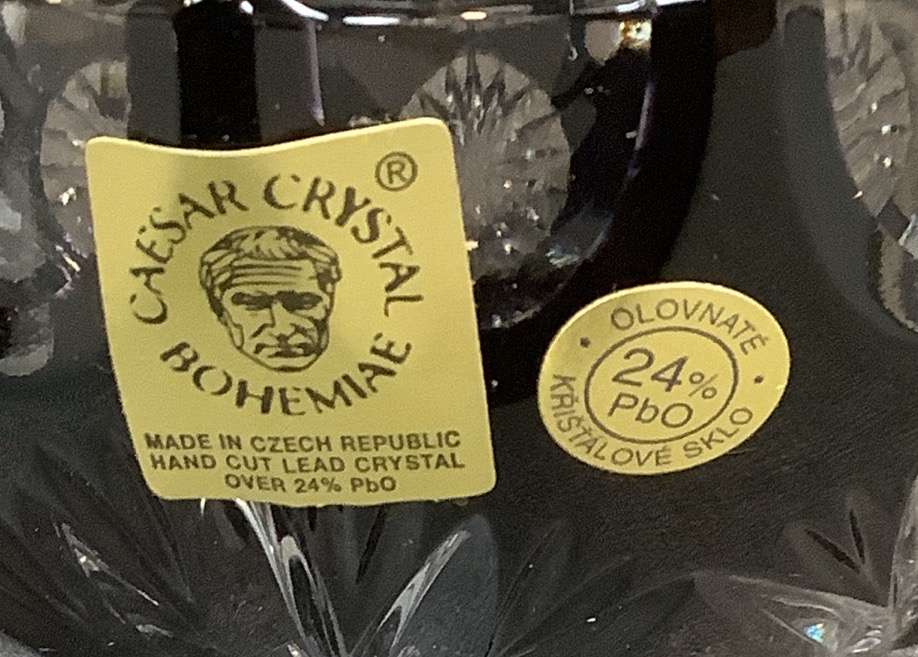 ®
CAESAR CRYSTAL
BOHEMIAE
MADE IN CZECH REPUBLIC
HAND CUT LEAD CRYSTAL
OVER 24% PbO
OLOVNATÉ
24%
PbO
KŘIŠŤÁLOVÉ SKLO